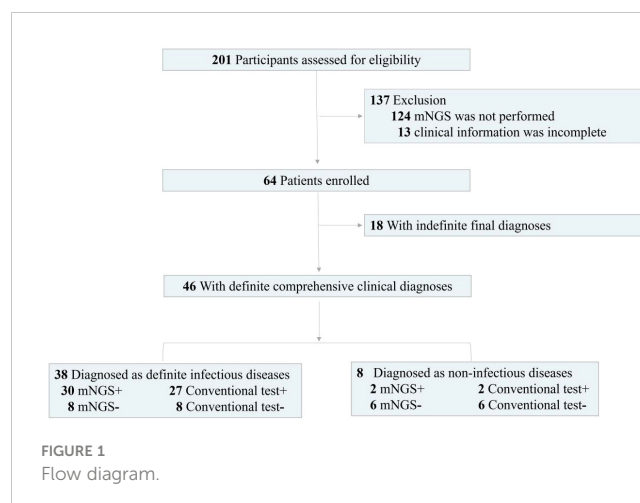 201 Participants assessed for eligibility
137 Exclusion
124 mNGS was not performed
13 clinical information was incomplete
64 Patients enrolled
18 With indefinite final diagnoses
46 With definite comprehensive clinical diagnoses
38 Diagnosed as definite infectious diseases
30 mNGS+ 27 Conventional test+
8 mNGS- 8 Conventional test-
8 Diagnosed as non-infectious diseases
2 mNGS+ 2 Conventional test+
6 mNGS- 6 Conventional test-
FIGURE 1
Flow diagram.